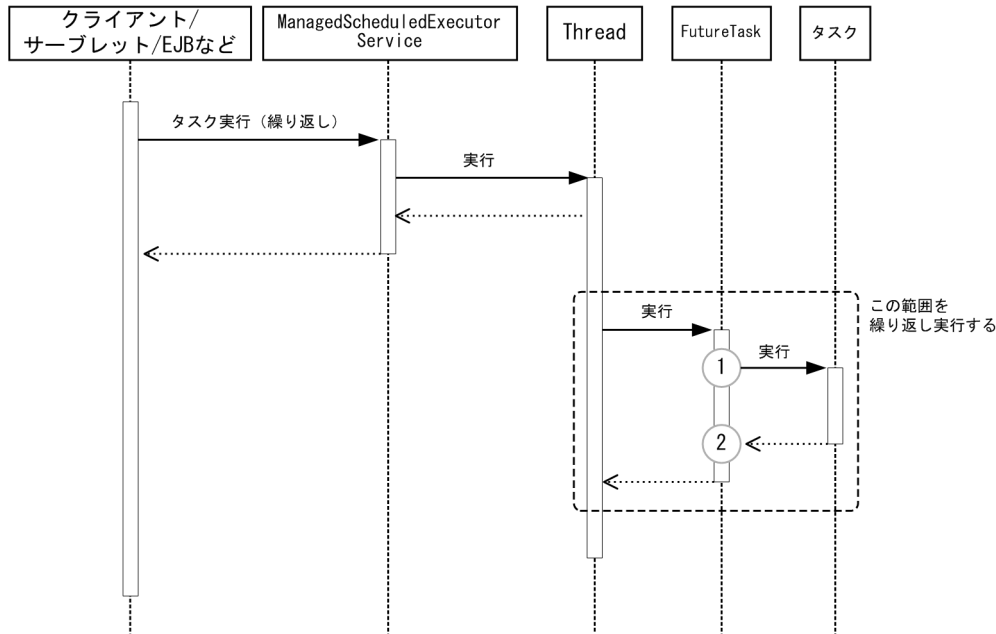 クライアント/
サーブレット/EJBなど
ManagedScheduledExecutor
Service
Thread
FutureTask
タスク
タスク実行（繰り返し）
実行
この範囲を
繰り返し実行する
実行
1
実行
2